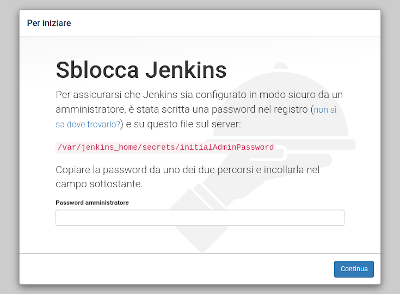 Per iniziare
Sblocca Jenkins
Per assicurarsi che Jenkins sia configurato in modo sicuro da un
amministratore, è stata scritta una password nel registro (non si
sa dove trovarlo?) e su questo file sul server:
/var/jenkins_home/secrets/initialAdminPassword
Copiare la password da uno dei due percorsi e incollarla nel
campo sottostante.
Password amministratore
Continua